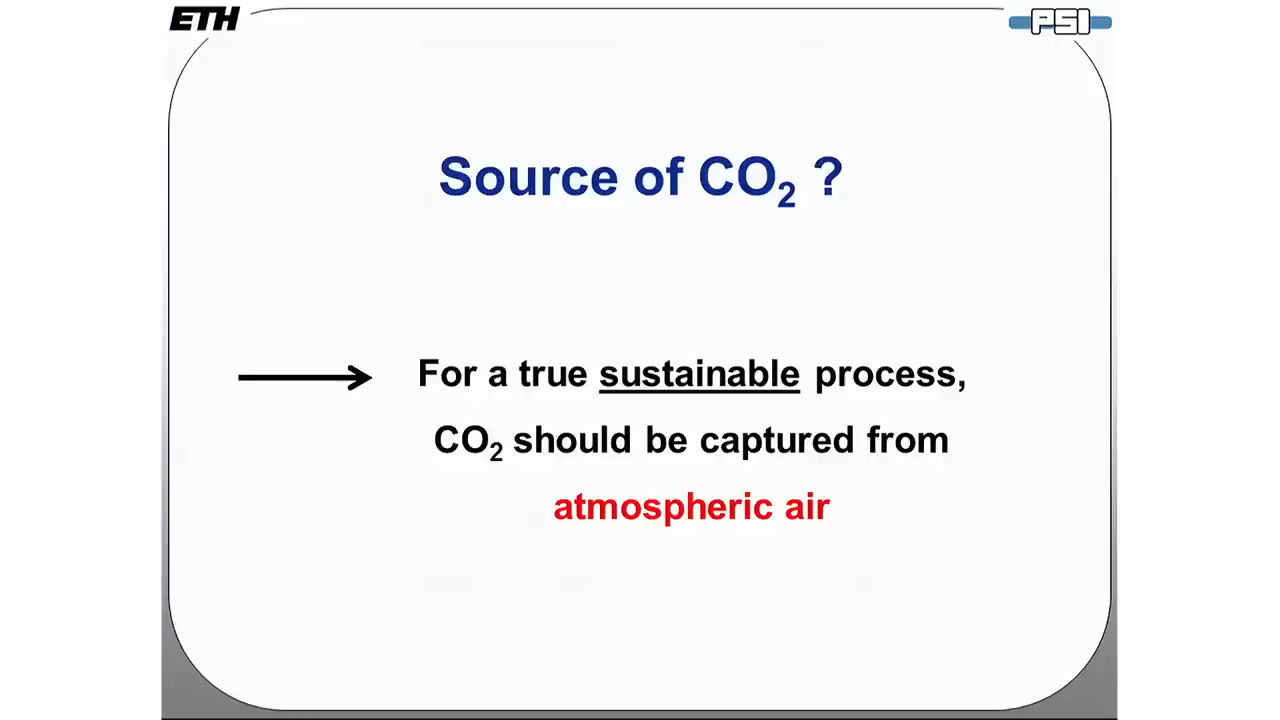 ETH
PSI
Source of CO₂ ?
For a true sustainable process,
CO₂ should be captured from
atmospheric air